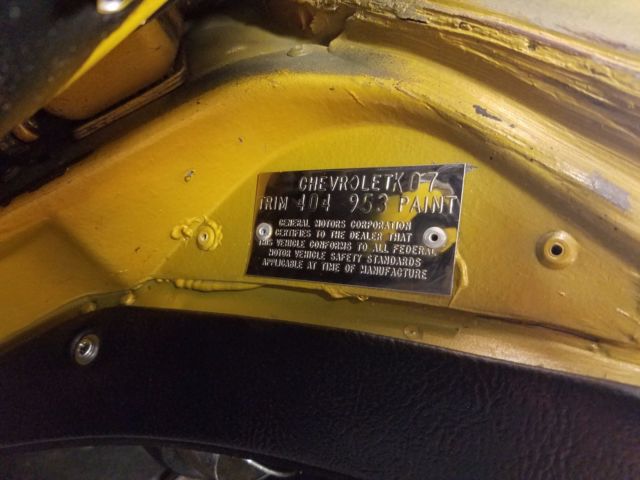 CHEVROLET K07
TRIM 404 953 PAINT
GENERAL MOTORS CORPORATION
CERTIFIES TO THE DEALER THAT
THIS VEHICLE CONFORMS TO ALL FEDERAL
MOTOR VEHICLE SAFETY STANDARDS
APPLICABLE AT TIME OF MANUFACTURE